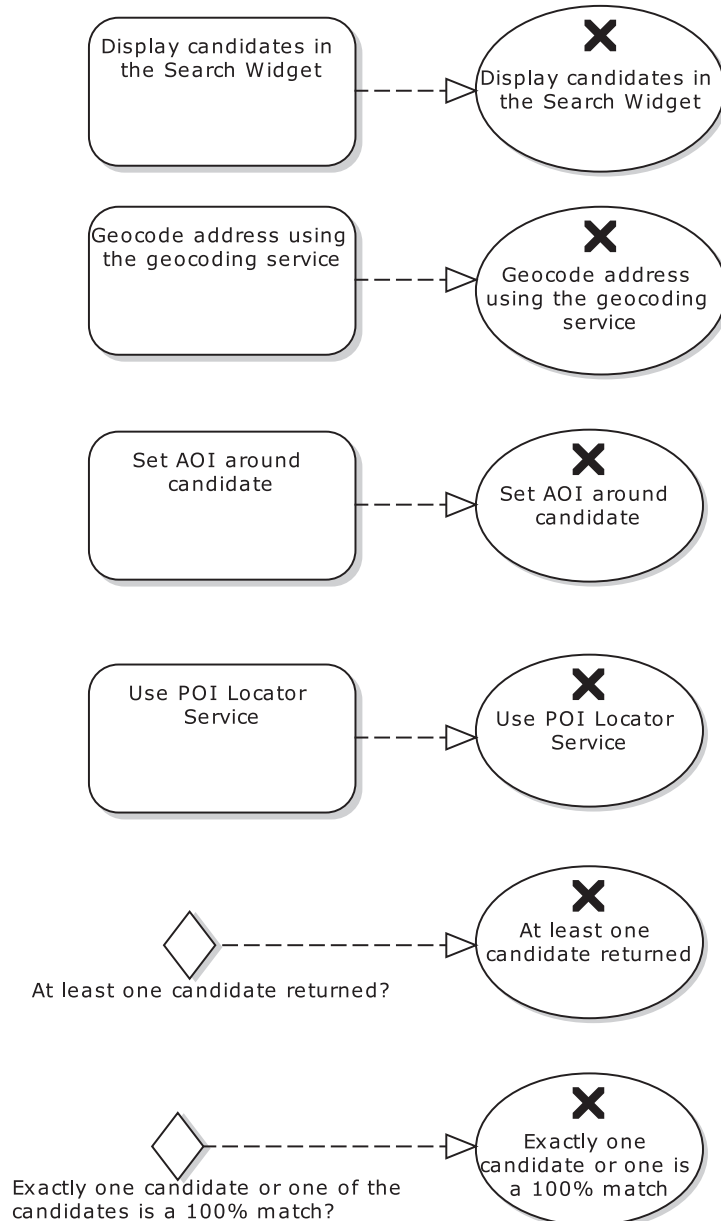 Display candidates in
the Search Widget
Display candidates in
the Search Widget
Geocode address using
the geocoding service
Geocode address
using the geocoding
service
Set AOI around
candidate
Set AOI around
candidate
Use POI Locator
Service
Use POI Locator
Service
At least one candidate returned?
At least one
candidate returned
Exactly one candidate or one of the
candidates is a 100% match?
Exactly one
candidate or one is
a 100% match